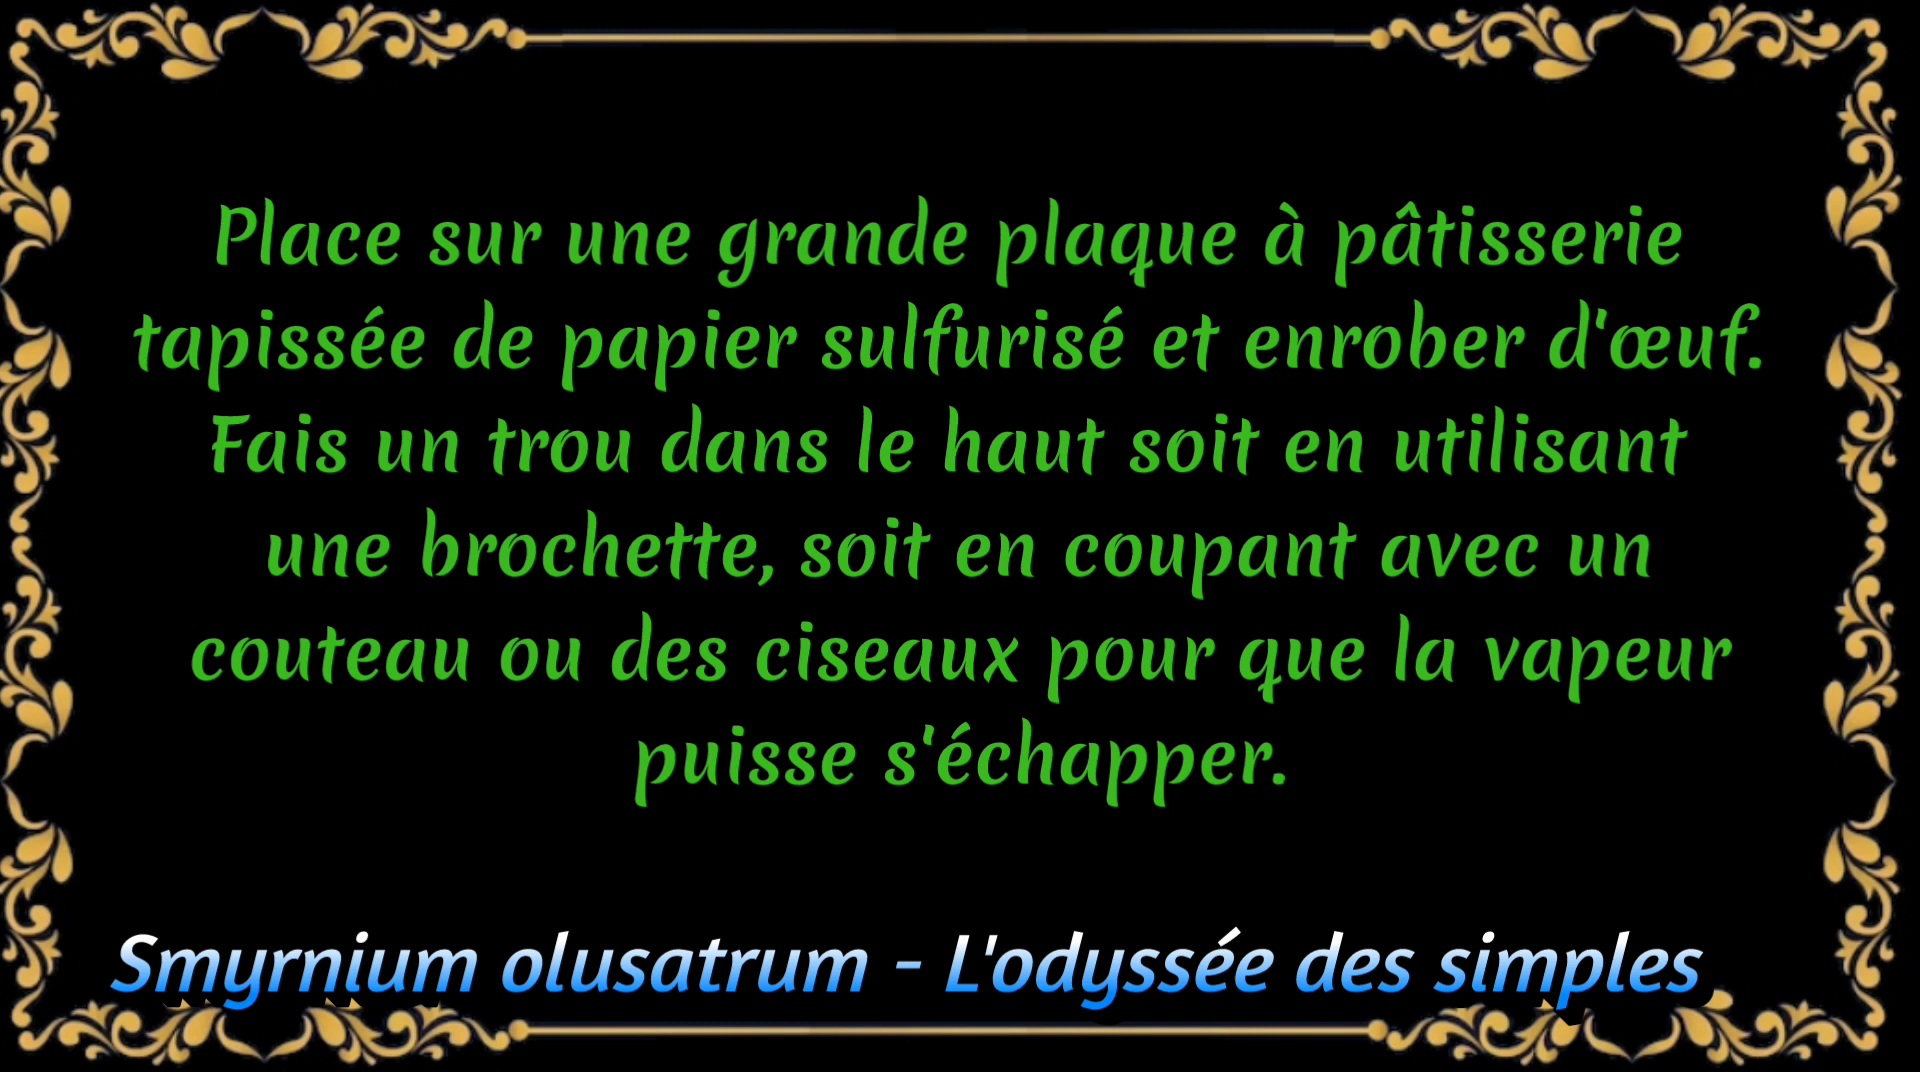 Place sur une grande plaque à pâtisserie
tapissée de papier sulfurisé et enrober d'œuf.
Fais un trou dans le haut soit en utilisant
une brochette, soit en coupant avec un
couteau ou des ciseaux pour que la vapeur
puisse s'échapper.
Smyrnium olusatrum - L'odyssée des simples